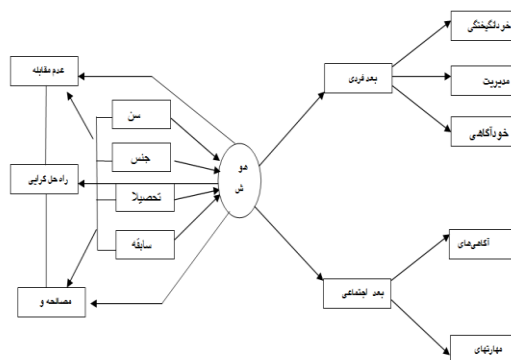 خردانگیختگی
عدم مقابله
بعد فردی
مدیریت
سن
خودآگاهی
جنس
هو
ش
راه حل گرایی
تحصیلا
سابقه
آگاهی‌های
بعد اجتماعی
مصالحه و
مهارتهای